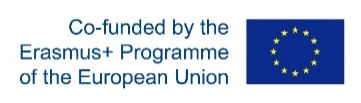 Co-funded by the
Erasmus+ Programme
of the European Union